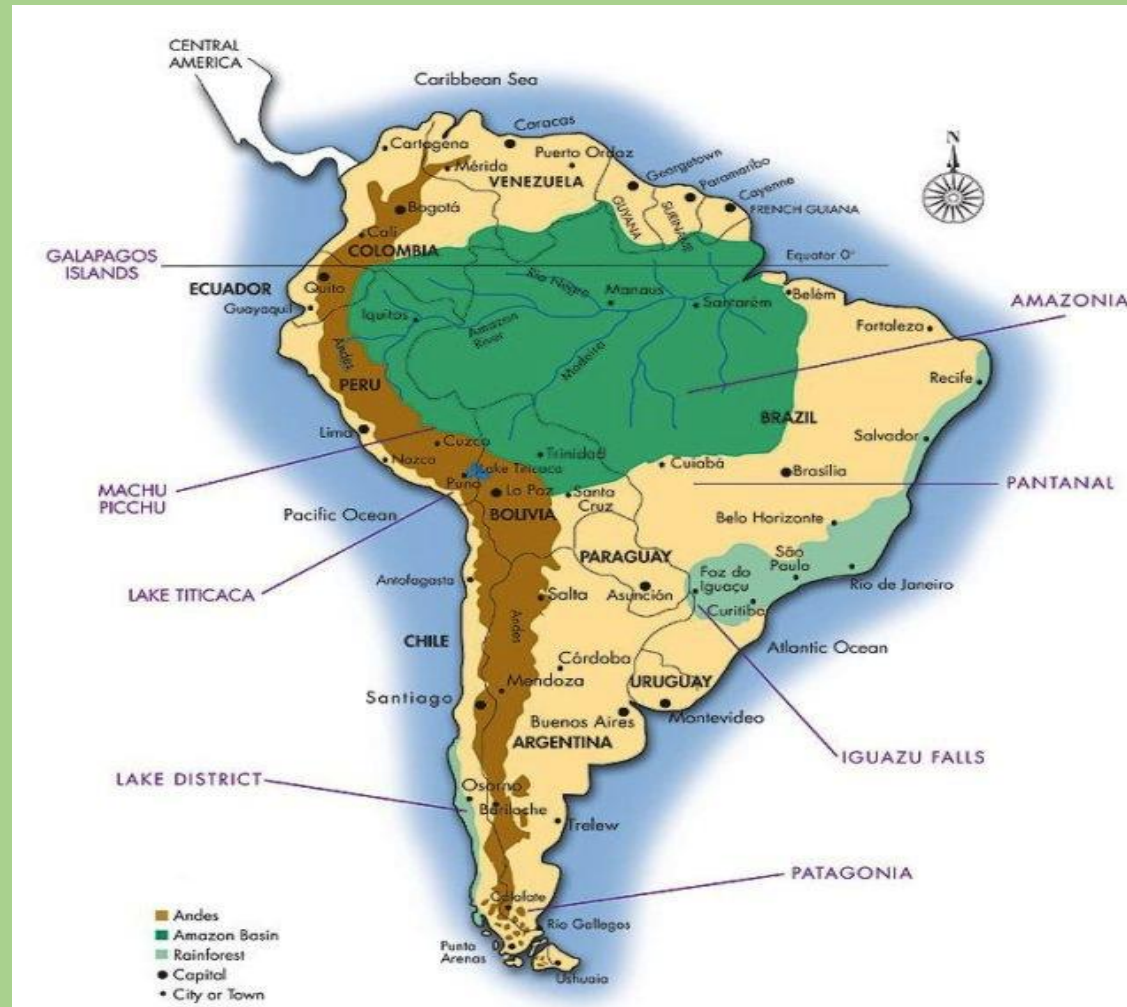 CENTRAL
AMERICA
Caribbean Sea
Caracas
Cartagena
Puerto Ordaz
Mérida
VENEZUELA
Georgetown
Paramaribo
Cayenne
N
GUYANA
SURINAME
FRENCH GUIANA
Bogotá
Cali
COLOMBIA
GALAPAGOS
ISLANDS
Equator 0°
ECUADOR
Quito
Rio Negro
Manaus
Santarém
Belém
AMAZONIA
Guayaquil
Iquitos
Amazon
River
Fortaleza
Andes
Madeira
PERU
Recife
BRAZIL
Lima
Cuzco
Salvador
Nazca
Trinidad
Cuiabá
Brasília
Lake Titicaca
Puno
MACHU
PICCHU
La Paz
Santa
Cruz
PANTANAL
Pacific Ocean
BOLIVIA
Belo Horizonte
PARAGUAY
São
Paulo
Antofagasta
Foz do
Iguaçu
Rio de Janeiro
LAKE TITICACA
Salta
Asunción
Curitiba
Andes
CHILE
Atlantic Ocean
Córdoba
URUGUAY
Mendoza
Santiago
Buenos Aires
Montevideo
ARGENTINA
IGUAZU FALLS
LAKE DISTRICT
Osorno
Bariloche
Trelew
PATAGONIA
Calafate
Andes
Rio Gallegos
Amazon Basin
Punta
Arenas
Rainforest
Capital
Ushuaia
City or Town